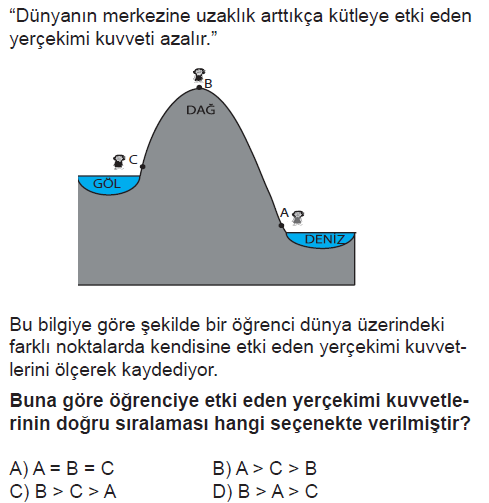 “Dünyanın merkezine uzaklık arttıkça kütleye etki eden
yerçekimi kuvveti azalır.”
B
DAĞ
C
GÖL
A
DENİZ
Bu bilgiye göre şekilde bir öğrenci dünya üzerindeki
farklı noktalarda kendisine etki eden yerçekimi kuvvet-
lerini ölçerek kaydediyor.
Buna göre öğrenciye etki eden yerçekimi kuvvetle-
rinin doğru sıralaması hangi seçenekte verilmiştir?
A) A = B = C B) A > C > B
C) B > C > A D) B > A > C